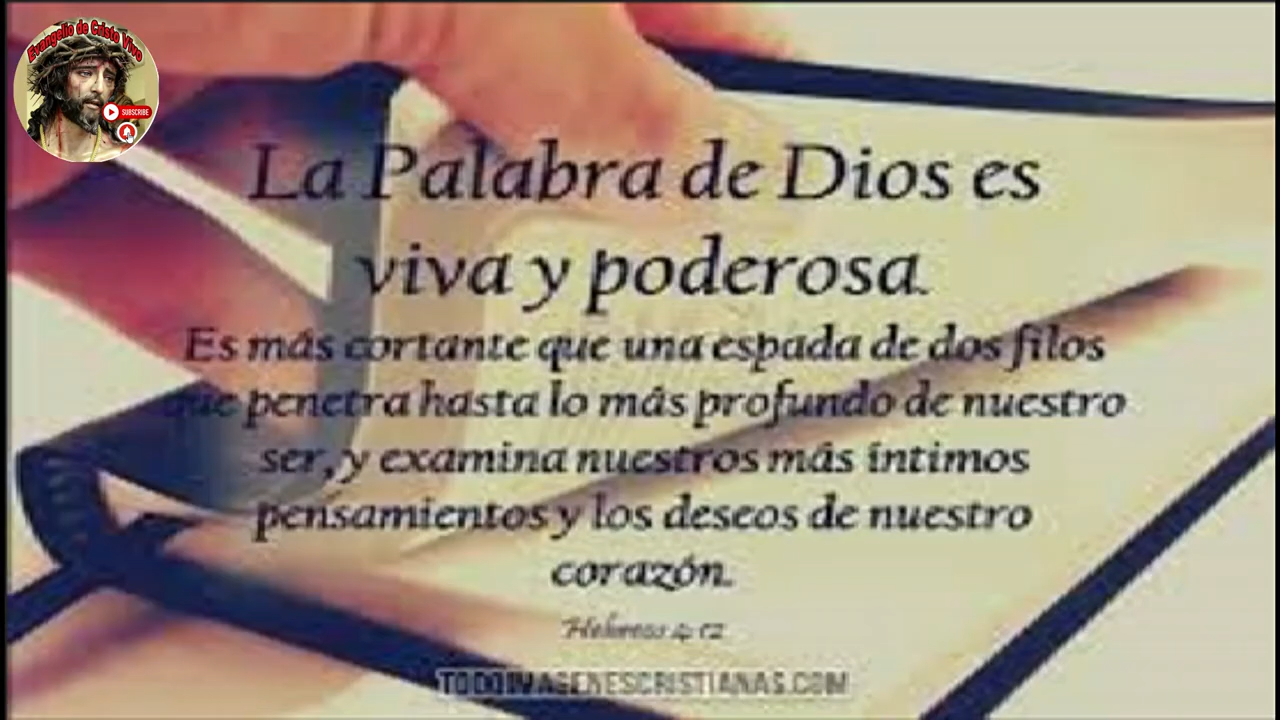 Evangelio de Cristo Vivo
SUBSCRIBE
La Palabra de Dios es
viva y poderosa.
Es más cortante que una espada de dos filos
que penetra hasta lo más profundo de nuestro
ser, y examina nuestros más íntimos
pensamientos y los deseos de nuestro
corazón.
Hebreos 4:12
TODOIMAGENESCRISTIANAS.COM